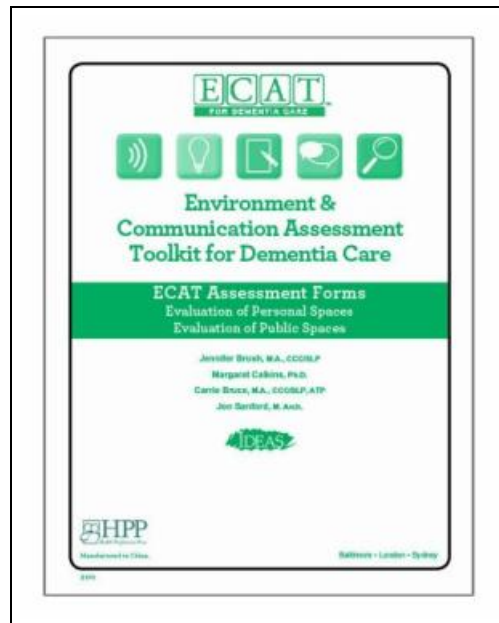 ECAT
FOR DEMENTIA CARE
Environment &
Communication Assessment
Toolkit for Dementia Care
ECAT Assessment Forms
Evaluation of Personal Spaces
Evaluation of Public Spaces
Jennifer Brush, M.A., CCC/SLP
Margaret Calkins, Ph.D.
Carrie Bruce, M.A., CCC/SLP, ATP
Jon Sanford, M. Arch.
IDEAS
HPP
Manufactured in China
Baltimore • London • Sydney